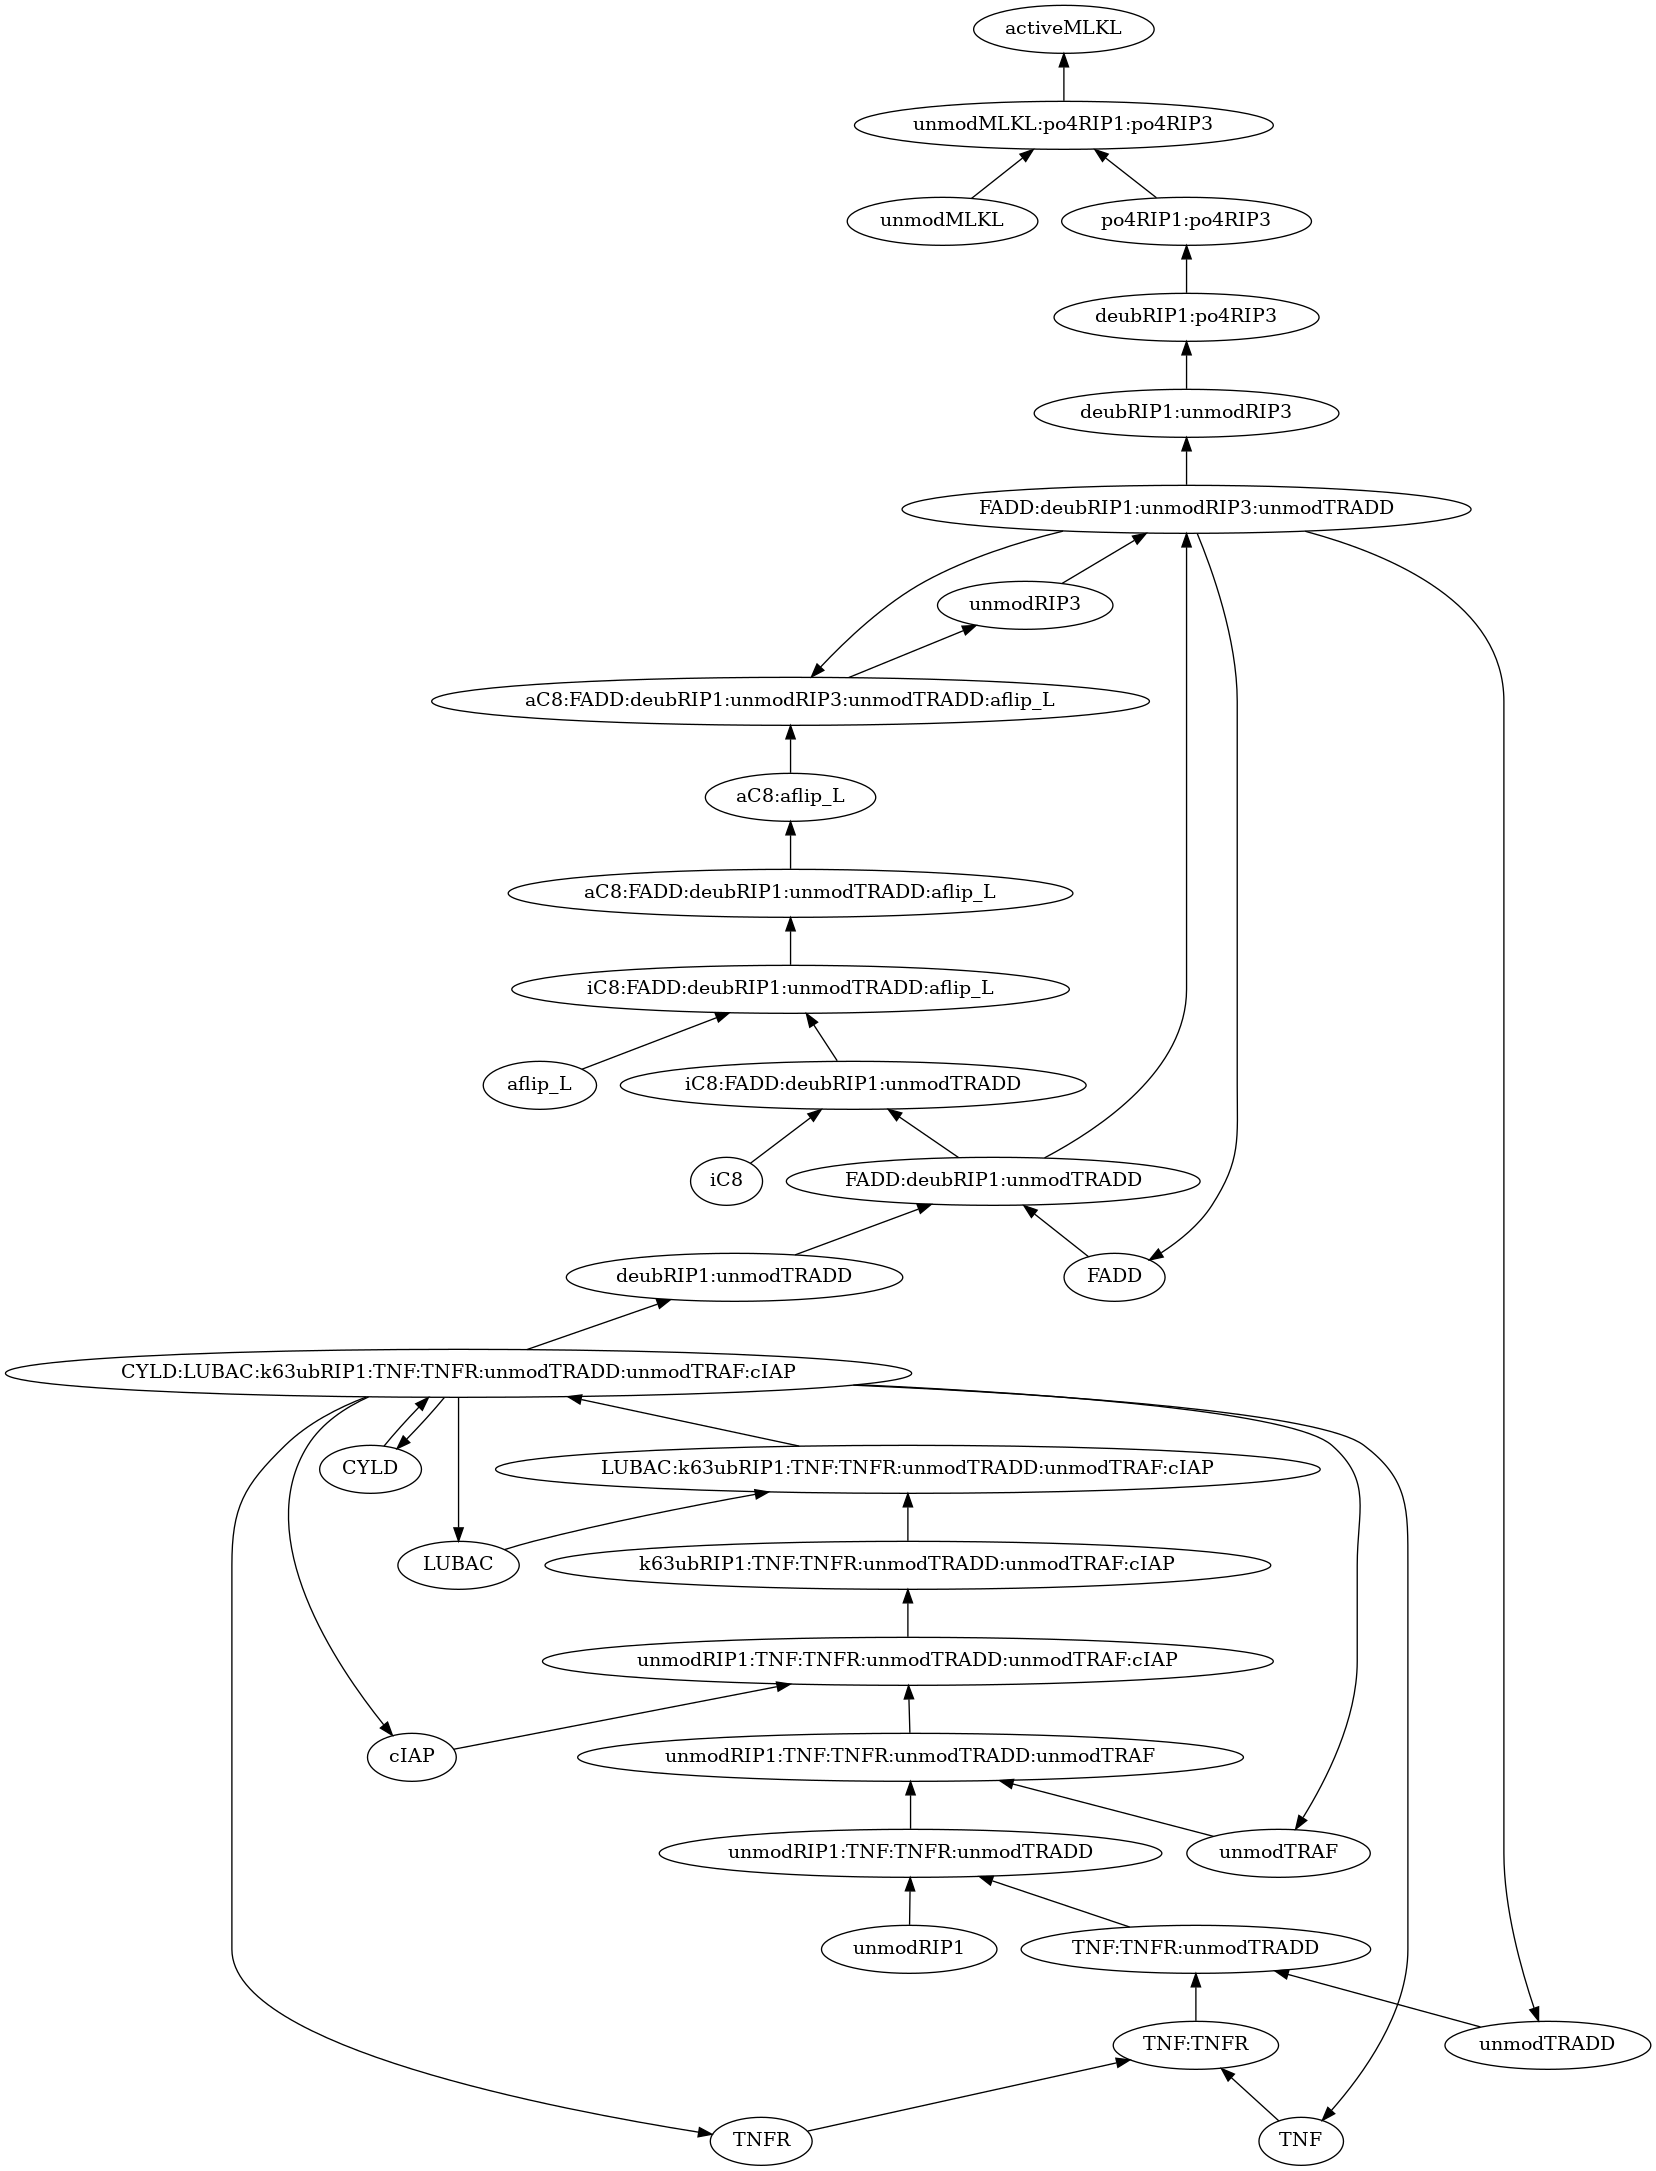 activeMLKL
unmodMLKL:po4RIP1:po4RIP3
unmodMLKL
po4RIP1:po4RIP3
deubRIP1:po4RIP3
deubRIP1:unmodRIP3
FADD:deubRIP1:unmodRIP3:unmodTRADD
unmodRIP3
aC8:FADD:deubRIP1:unmodRIP3:unmodTRADD:aflip_L
aC8:aflip_L
aC8:FADD:deubRIP1:unmodTRADD:aflip_L
iC8:FADD:deubRIP1:unmodTRADD:aflip_L
aflip_L
iC8:FADD:deubRIP1:unmodTRADD
iC8
FADD:deubRIP1:unmodTRADD
deubRIP1:unmodTRADD
FADD
CYLD:LUBAC:k63ubRIP1:TNF:TNFR:unmodTRADD:unmodTRAF:cIAP
CYLD
LUBAC:k63ubRIP1:TNF:TNFR:unmodTRADD:unmodTRAF:cIAP
LUBAC
k63ubRIP1:TNF:TNFR:unmodTRADD:unmodTRAF:cIAP
unmodRIP1:TNF:TNFR:unmodTRADD:unmodTRAF:cIAP
cIAP
unmodRIP1:TNF:TNFR:unmodTRADD:unmodTRAF
unmodRIP1:TNF:TNFR:unmodTRADD
unmodTRAF
unmodRIP1
TNF:TNFR:unmodTRADD
TNF:TNFR
unmodTRADD
TNFR
TNF